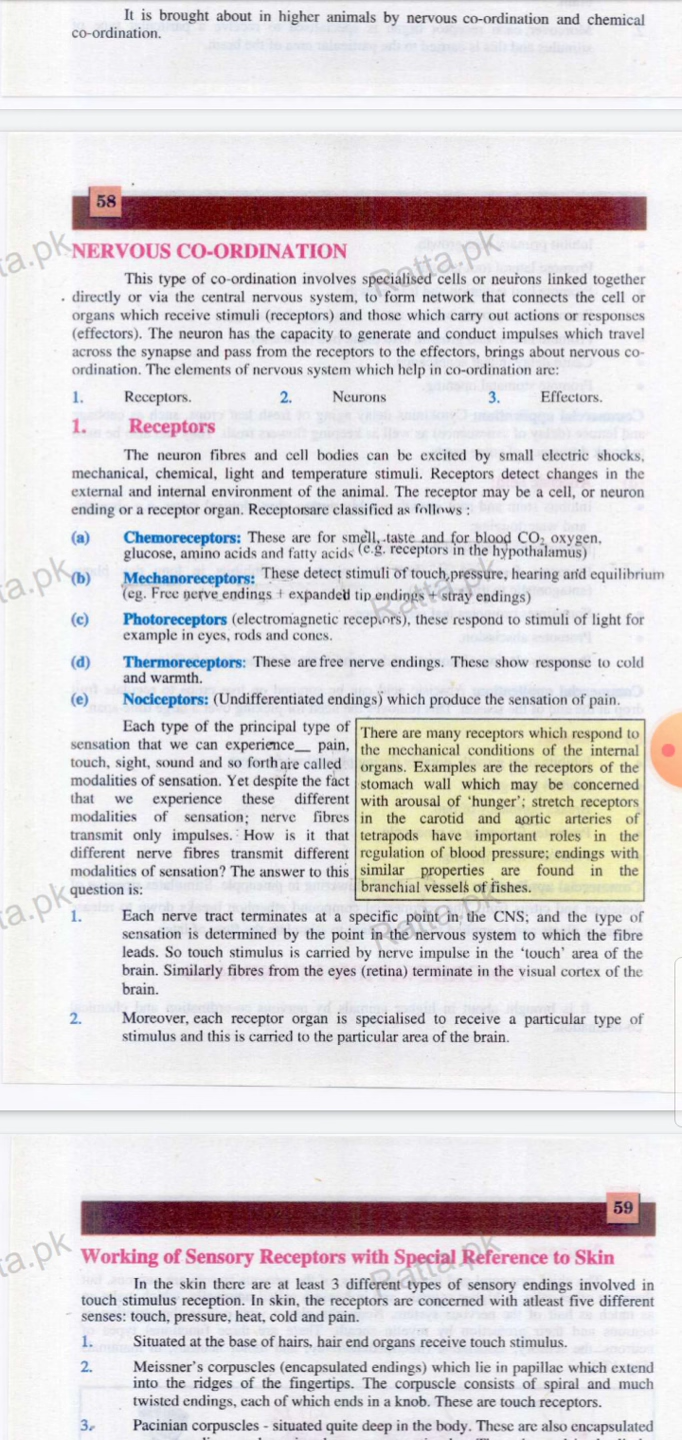 It is brought about in higher animals by nervous co-ordination and chemical
co-ordination.
58
NERVOUS CO-ORDINATION
This type of co-ordination involves specialised cells or neurons linked together
directly or via the central nervous system, to form network that connects the cell or
organs which receive stimuli (receptors) and those which carry out actions or responses
(effectors). The neuron has the capacity to generate and conduct impulses which travel
across the synapse and pass from the receptors to the effectors, brings about nervous co-
ordination. The elements of nervous system which help in co-ordination are:
1. Receptors. 2. Neurons 3. Effectors.
1. Receptors
The neuron fibres and cell bodies can be excited by small electric shocks,
mechanical, chemical, light and temperature stimuli. Receptors detect changes in the
external and internal environment of the animal. The receptor may be a cell, or neuron
ending or a receptor organ. Receptorsare classified as follows :
(a) Chemoreceptors: These are for smell, taste and for blood CO₂ oxygen,
glucose, amino acids and fatty acids (e.g. receptors in the hypothalamus)
(b) Mechanoreceptors: These detect stimuli of touch,pressure, hearing and equilibrium
(eg. Free nerve endings + expanded tip endings + stray endings)
(c) Photoreceptors (electromagnetic receptors), these respond to stimuli of light for
example in eyes, rods and cones.
(d) Thermoreceptors: These are free nerve endings. These show response to cold
and warmth.
(e) Nociceptors: (Undifferentiated endings) which produce the sensation of pain.
Each type of the principal type of
sensation that we can experience__ pain,
touch, sight, sound and so forth are called
modalities of sensation. Yet despite the fact
that we experience these different
modalities of sensation; nerve fibres
transmit only impulses. How is it that
different nerve fibres transmit different
modalities of sensation? The answer to this
question is:
There are many receptors which respond to
the mechanical conditions of the internal
organs. Examples are the receptors of the
stomach wall which may be concerned
with arousal of ‘hunger’; stretch receptors
in the carotid and aortic arteries of
tetrapods have important roles in the
regulation of blood pressure; endings with
similar properties are found in the
branchial vessels of fishes.
1. Each nerve tract terminates at a specific point in the CNS; and the type of
sensation is determined by the point in the nervous system to which the fibre
leads. So touch stimulus is carried by nerve impulse in the ‘touch’ area of the
brain. Similarly fibres from the eyes (retina) terminate in the visual cortex of the
brain.
2. Moreover, each receptor organ is specialised to receive a particular type of
stimulus and this is carried to the particular area of the brain.
59
Working of Sensory Receptors with Special Reference to Skin
In the skin there are at least 3 different types of sensory endings involved in
touch stimulus reception. In skin, the receptors are concerned with atleast five different
senses: touch, pressure, heat, cold and pain.
1. Situated at the base of hairs, hair end organs receive touch stimulus.
2. Meissner's corpuscles (encapsulated endings) which lie in papillae which extend
into the ridges of the fingertips. The corpuscle consists of spiral and much
twisted endings, each of which ends in a knob. These are touch receptors.
3. Pacinian corpuscles - situated quite deep in the body. These are also encapsulated
Ratta.pk